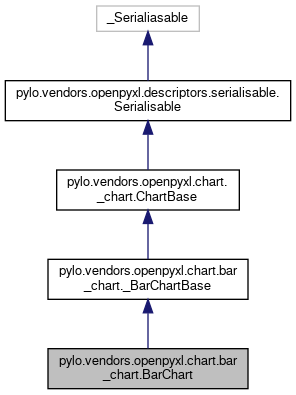 _Serialiasable
pylo.vendors.openpyxl.descriptors.serialisable.
Serialisable
pylo.vendors.openpyxl.chart.
_chart.ChartBase
pylo.vendors.openpyxl.chart.bar
_chart._BarChartBase
pylo.vendors.openpyxl.chart.bar
_chart.BarChart